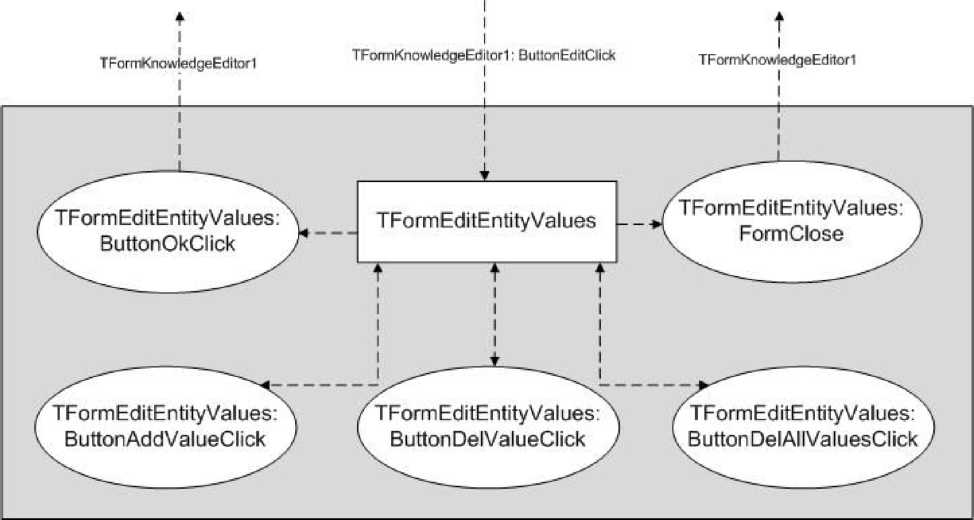 TFormKnowledgeEditor1
TFormKnowledgeEditor1: ButtonEditClick
TFormKnowledgeEditor1
TFormEditEntityValues:
ButtonOkClick
TFormEditEntityValues
TFormEditEntityValues:
FormClose
TFormEditEntityValues:
ButtonAddValueClick
TFormEditEntityValues:
ButtonDelValueClick
TFormEditEntityValues:
ButtonDelAllValuesClick